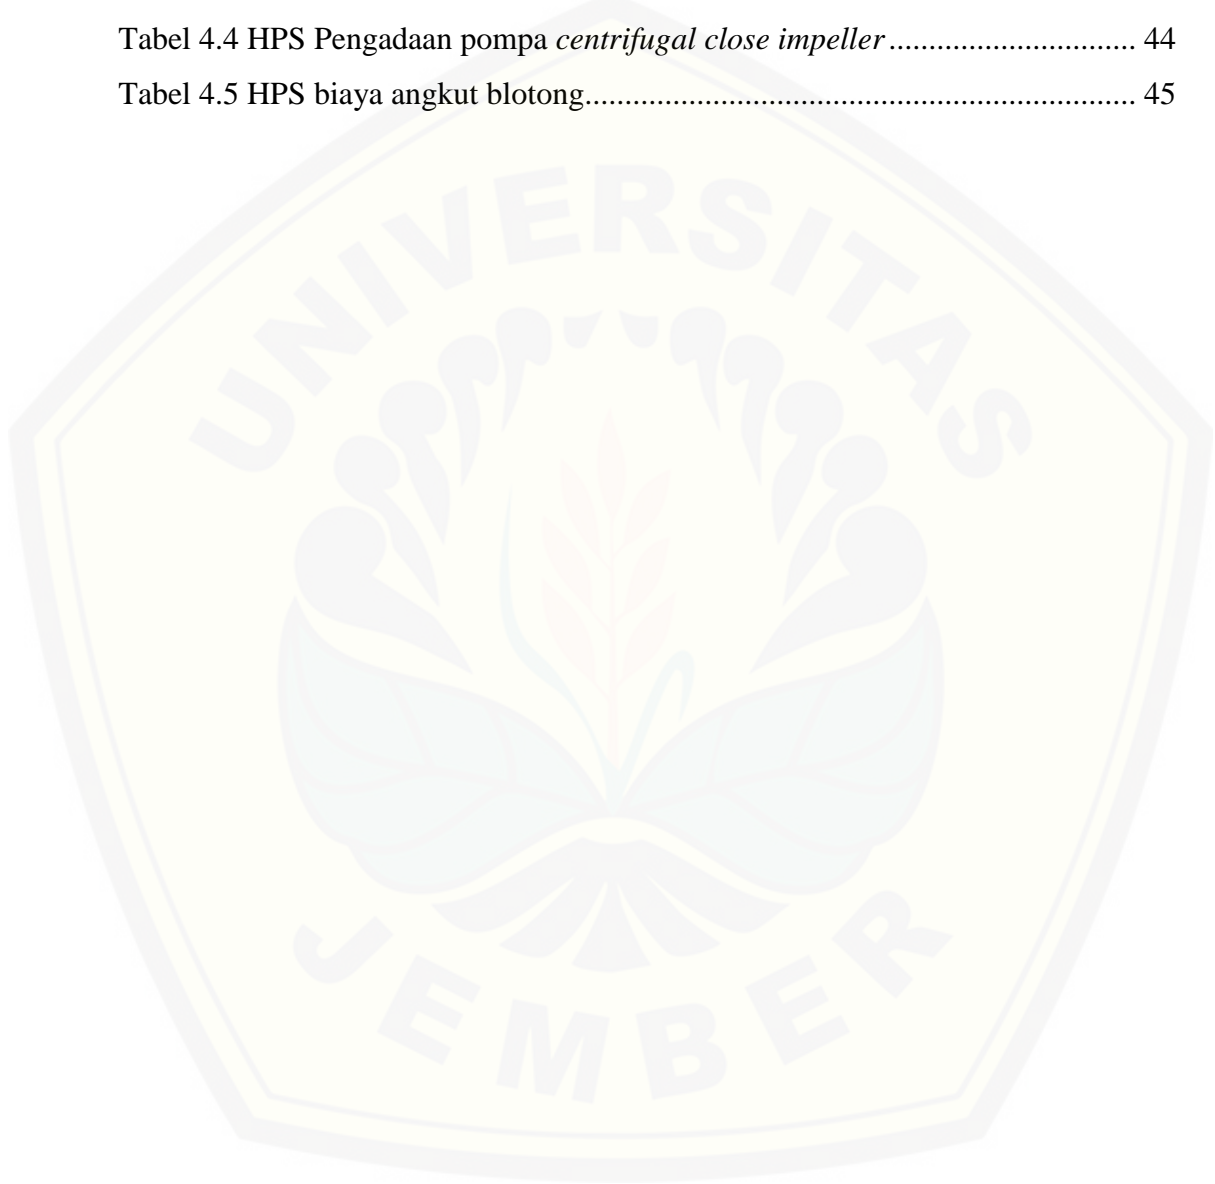 Tabel 4.4 HPS Pengadaan pompa centrifugal close impeller............................... 44
Tabel 4.5 HPS biaya angkut blotong..................................................................... 45
UNIVERSITAS
JEMBER